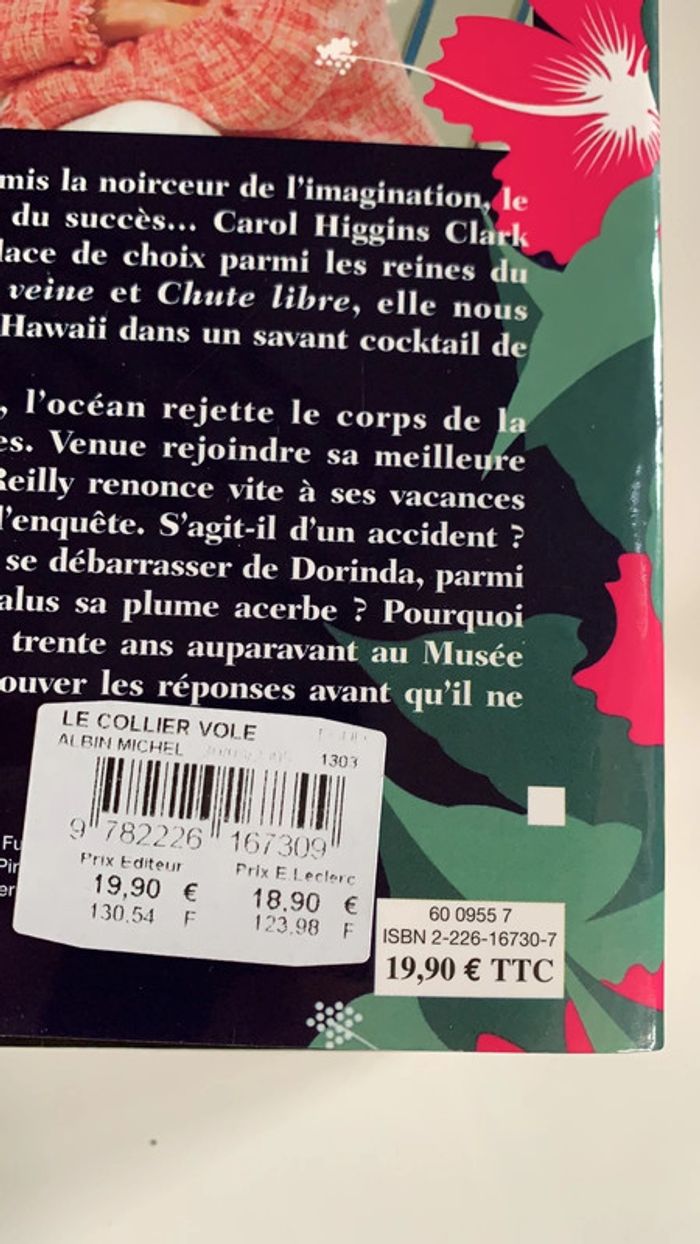 mis la noirceur de l'imagination, le
du succès... Carol Higgins Clark
lace de choix parmi les reines du
veine et Chute libre, elle nous
Hawaii dans un savant cocktail de
, l'océan rejette le corps de la
es. Venue rejoindre sa meilleure
Reilly renonce vite à ses vacances
l'enquête. S'agit-il d'un accident ?
se débarrasser de Dorinda, parmi
alus sa plume acerbe ? Pourquoi
trente ans auparavant au Musée
ouver les réponses avant qu'il ne
LE COLLIER VOLE
ALBIN MICHEL
1303
9 782226 167309
Prix Editeur Prix E.Leclerc
19,90 € 18,90 €
130.54 F 123,98 F
Fu
Pir
er
60 0955 7
ISBN 2-226-16730-7
19,90 € TTC